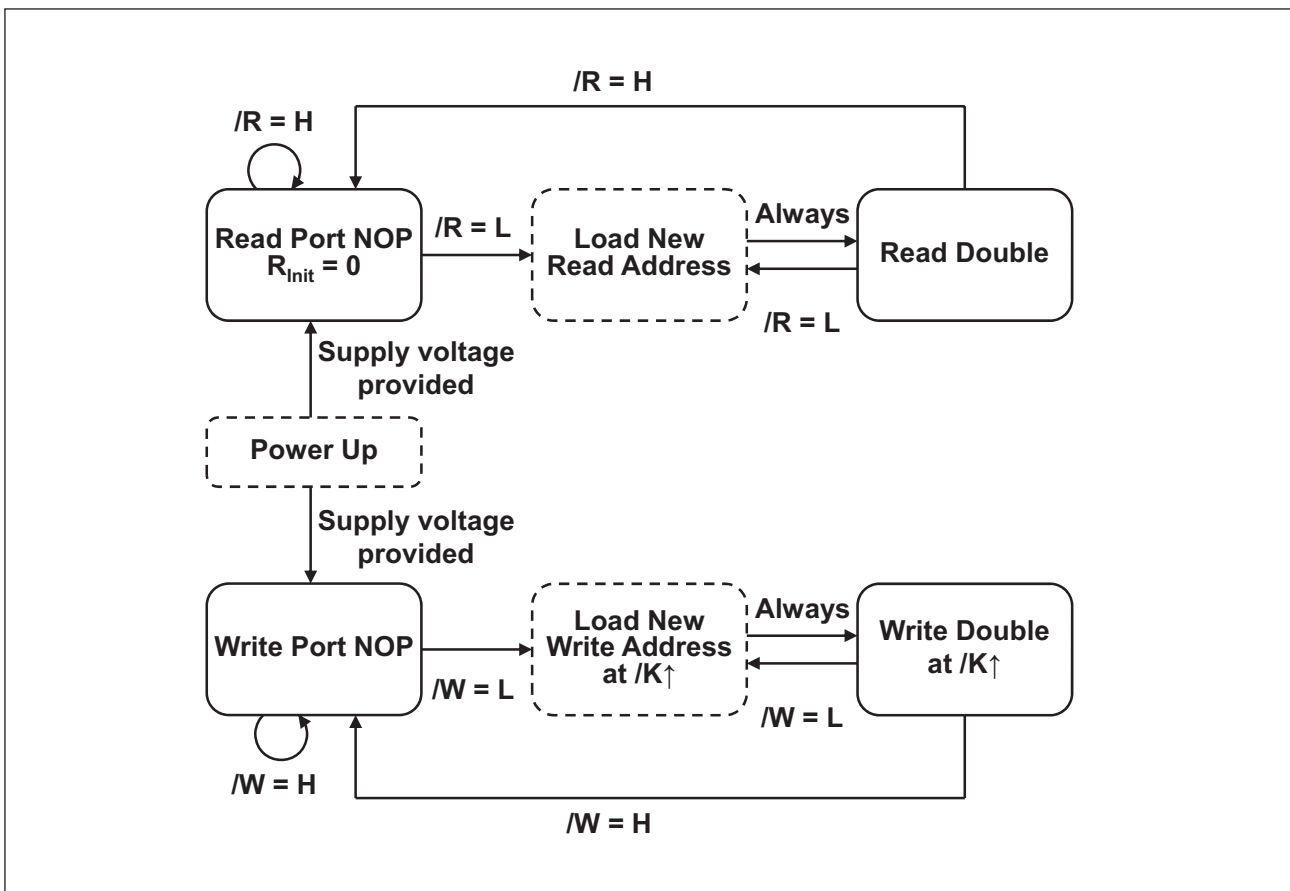 /R = H
/R = H
Read Port NOP
R_Init = 0
/R = L
Load New
Read Address
Always
/R = L
Read Double
Supply voltage
provided
Power Up
Supply voltage
provided
Write Port NOP
/W = L
Load New
Write Address
at /K↑
Always
/W = L
Write Double
at /K↑
/W = H
/W = H